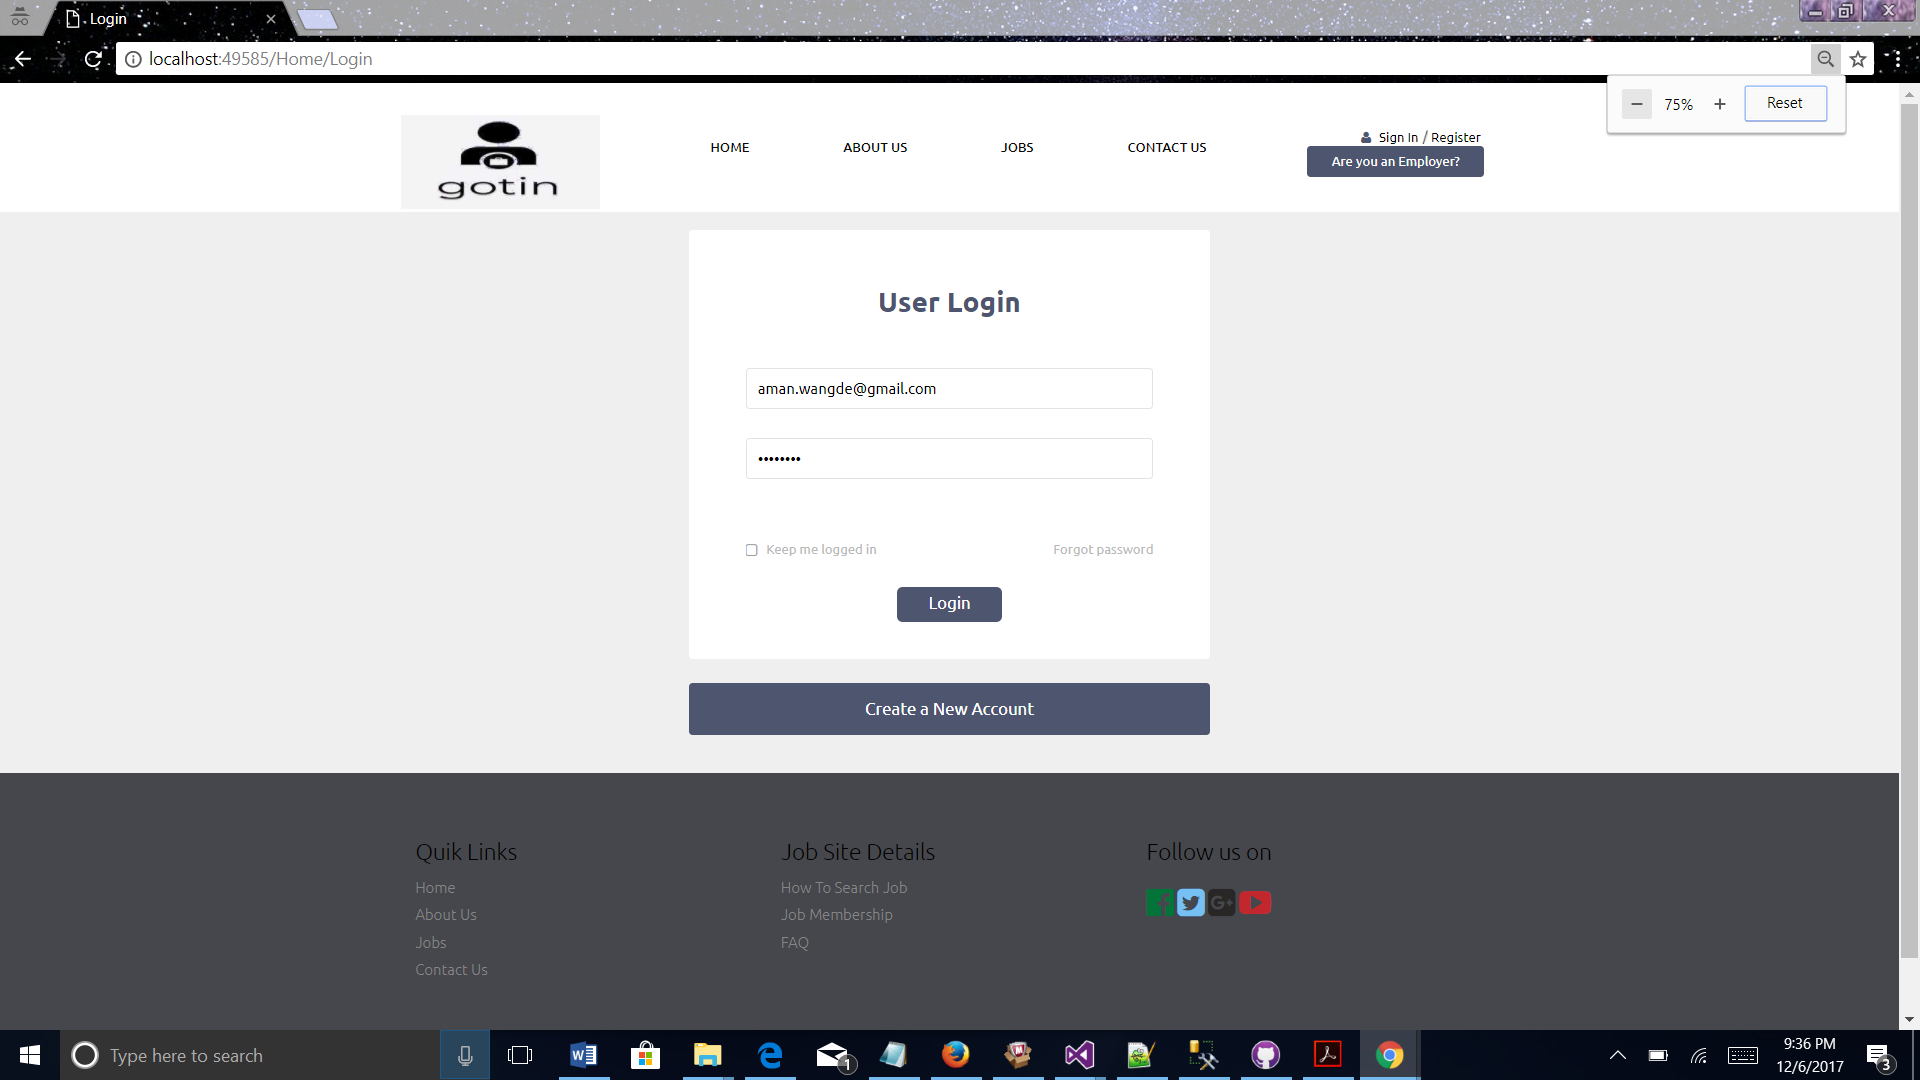 Login
localhost:49585/Home/Login
75%
Reset
gotin
HOME
ABOUT US
JOBS
CONTACT US
Sign In / Register
Are you an Employer?
User Login
aman.wangde@gmail.com
••••••••
Keep me logged in
Forgot password
Login
Create a New Account
Quik Links
Home
About Us
Jobs
Contact Us
Job Site Details
How To Search Job
Job Membership
FAQ
Follow us on
Type here to search
1
9:36 PM
12/6/2017
3